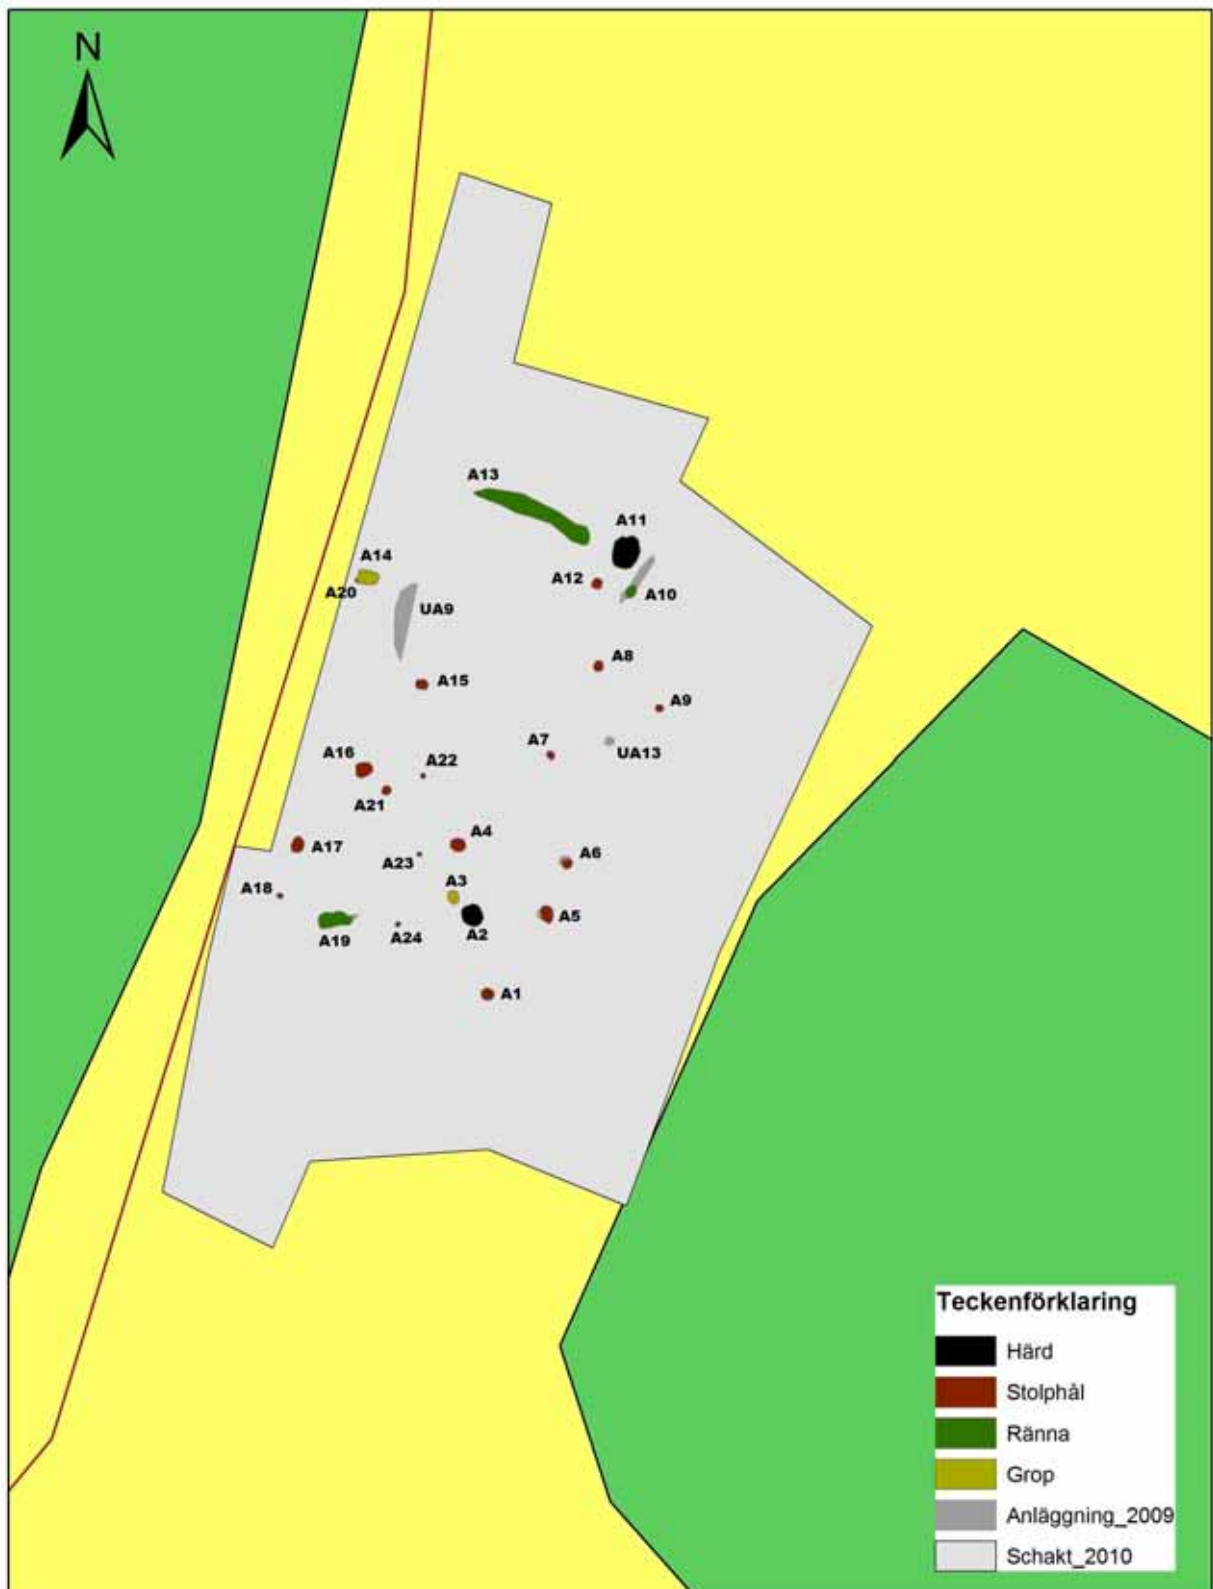 N
A13
A11
A14
A12
A10
A20
UA9
A8
A15
A9
A7
UA13
A16
A22
A21
A4
A17
A23
A6
A3
A18
A5
A2
A24
A19
A1
Teckenförklaring
Härd
Stolphål
Ränna
Grop
Anläggning_2009
Schakt_2010